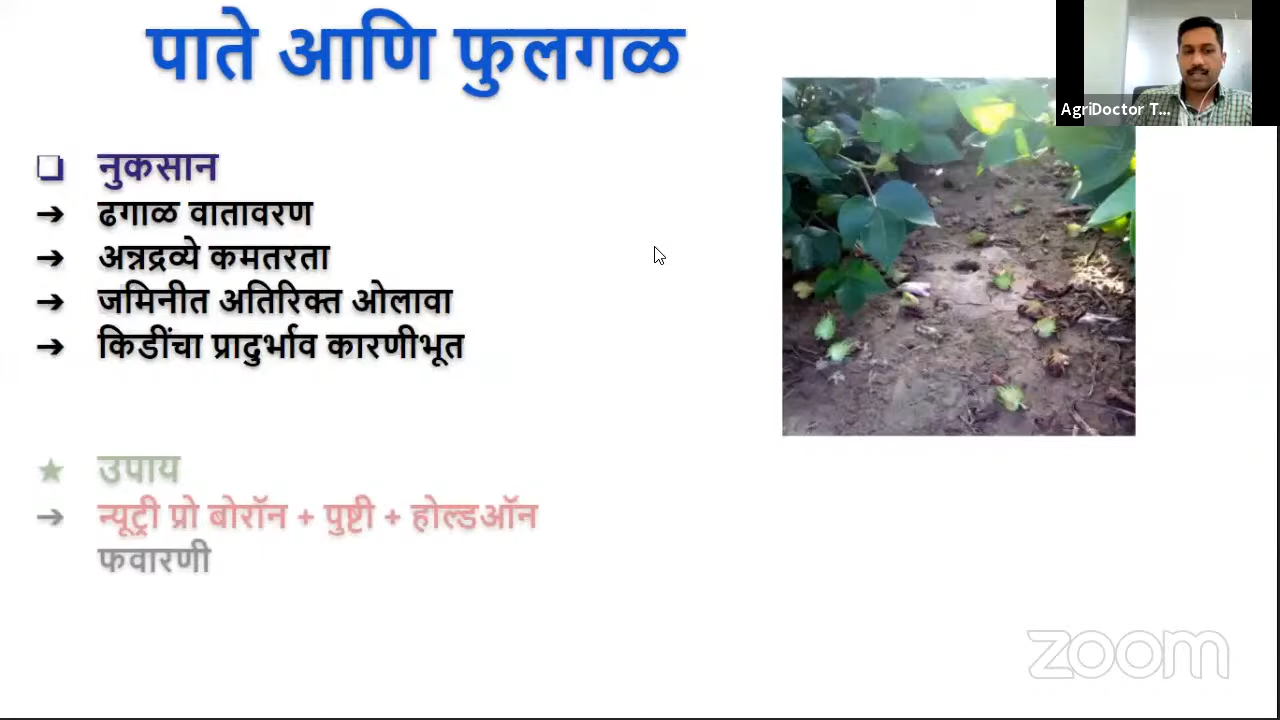 पाते आणि फुलगळ
AgriDoctor T...
❑ नुकसान
➔ ढगाळ वातावरण
➔ अन्नद्रव्ये कमतरता
➔ जमिनीत अतिरिक्त ओलावा
➔ किडींचा प्रादुर्भाव कारणीभूत
★ उपाय
➔ न्यूट्री प्रो बोरॉन + पुष्टी + होल्डऑन
फवारणी
zoom